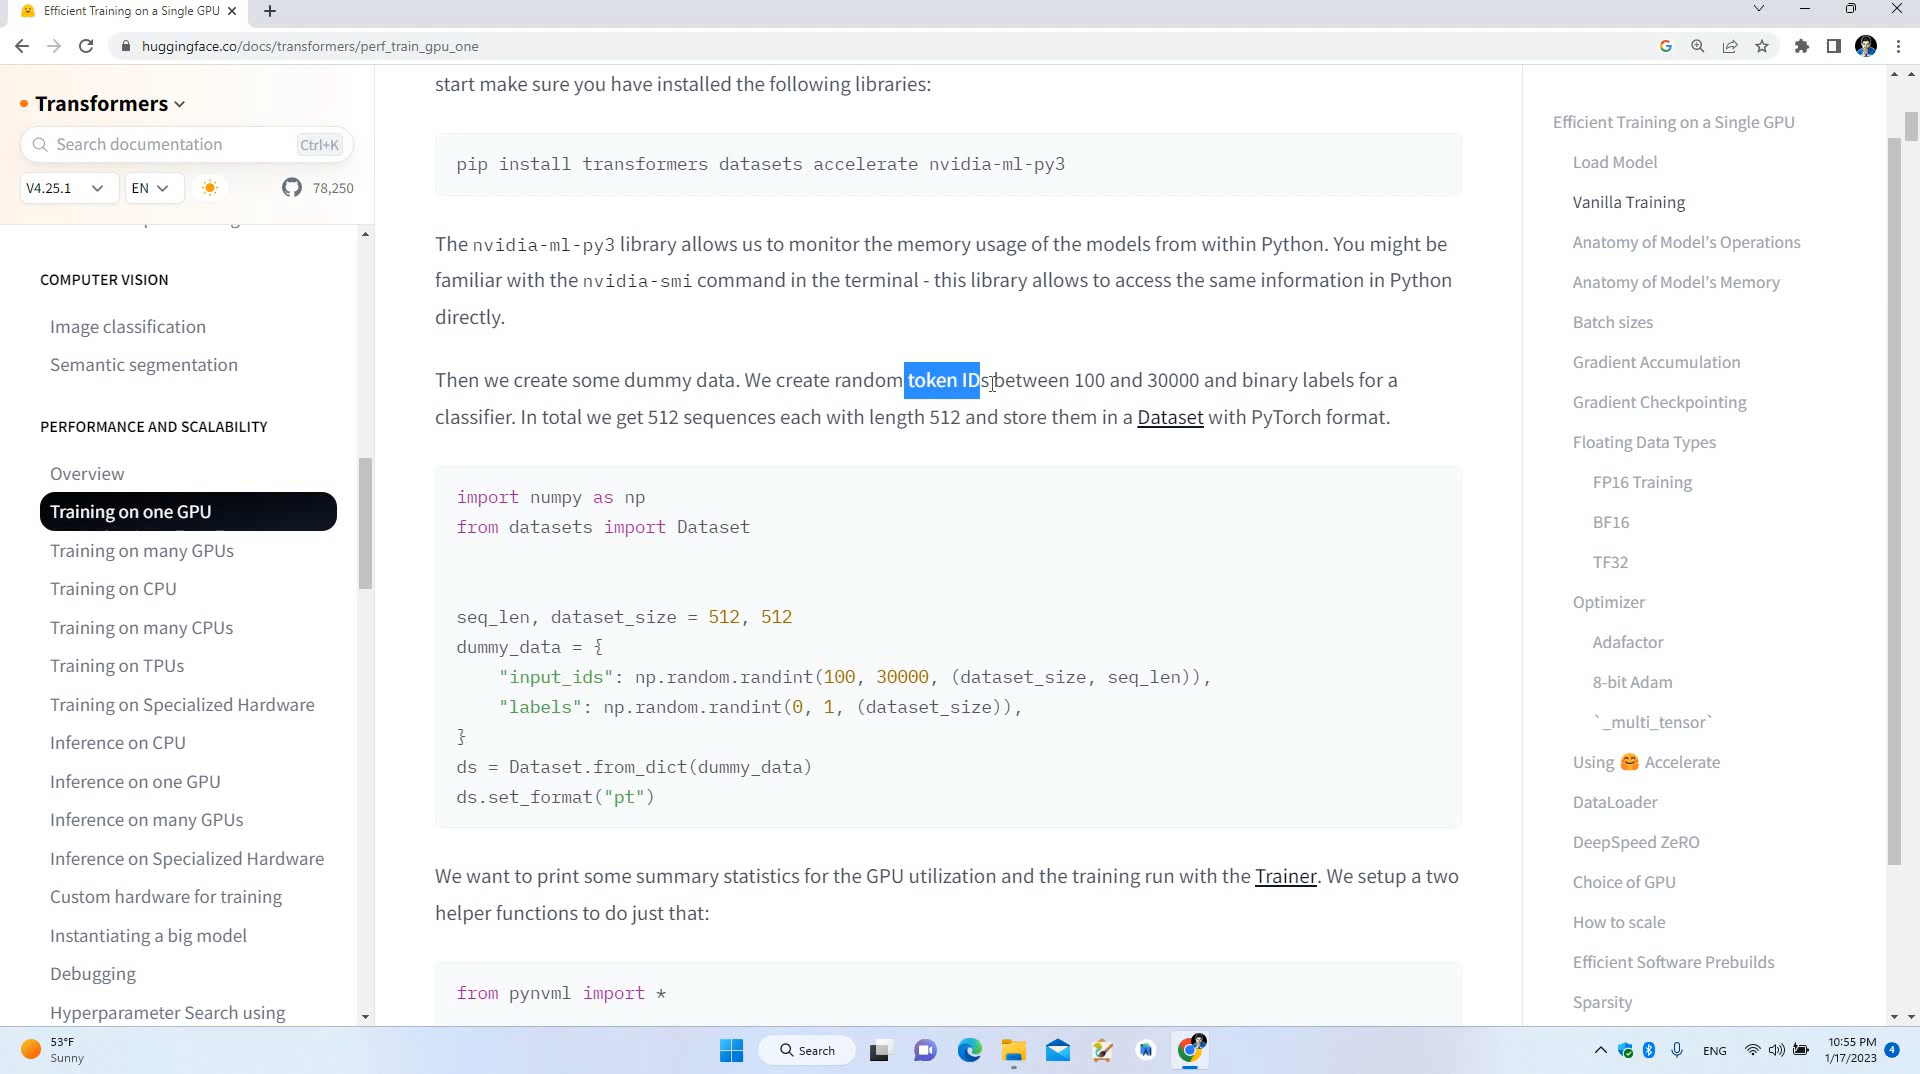 Efficient Training on a Single GPU
huggingface.co/docs/transformers/perf_train_gpu_one
Transformers
Search documentation Ctrl+K
V4.25.1 EN 78,250
COMPUTER VISION
Image classification
Semantic segmentation
PERFORMANCE AND SCALABILITY
Overview
Training on one GPU
Training on many GPUs
Training on CPU
Training on many CPUs
Training on TPUs
Training on Specialized Hardware
Inference on CPU
Inference on one GPU
Inference on many GPUs
Inference on Specialized Hardware
Custom hardware for training
Instantiating a big model
Debugging
Hyperparameter Search using
start make sure you have installed the following libraries:
pip install transformers datasets accelerate nvidia-ml-py3
The nvidia-ml-py3 library allows us to monitor the memory usage of the models from within Python. You might be
familiar with the nvidia-smi command in the terminal - this library allows to access the same information in Python
directly.
Then we create some dummy data. We create random token IDs between 100 and 30000 and binary labels for a
classifier. In total we get 512 sequences each with length 512 and store them in a Dataset with PyTorch format.
import numpy as np
from datasets import Dataset
seq_len, dataset_size = 512, 512
dummy_data = {
"input_ids": np.random.randint(100, 30000, (dataset_size, seq_len)),
"labels": np.random.randint(0, 1, (dataset_size)),
}
ds = Dataset.from_dict(dummy_data)
ds.set_format("pt")
We want to print some summary statistics for the GPU utilization and the training run with the Trainer. We setup a two
helper functions to do just that:
from pynvml import *
Efficient Training on a Single GPU
Load Model
Vanilla Training
Anatomy of Model's Operations
Anatomy of Model's Memory
Batch sizes
Gradient Accumulation
Gradient Checkpointing
Floating Data Types
FP16 Training
BF16
TF32
Optimizer
Adafactor
8-bit Adam
`_multi_tensor`
Using 🤗 Accelerate
DataLoader
DeepSpeed ZeRO
Choice of GPU
How to scale
Efficient Software Prebuilds
Sparsity
53°F
Sunny
Search
ENG
10:55 PM
1/17/2023
4